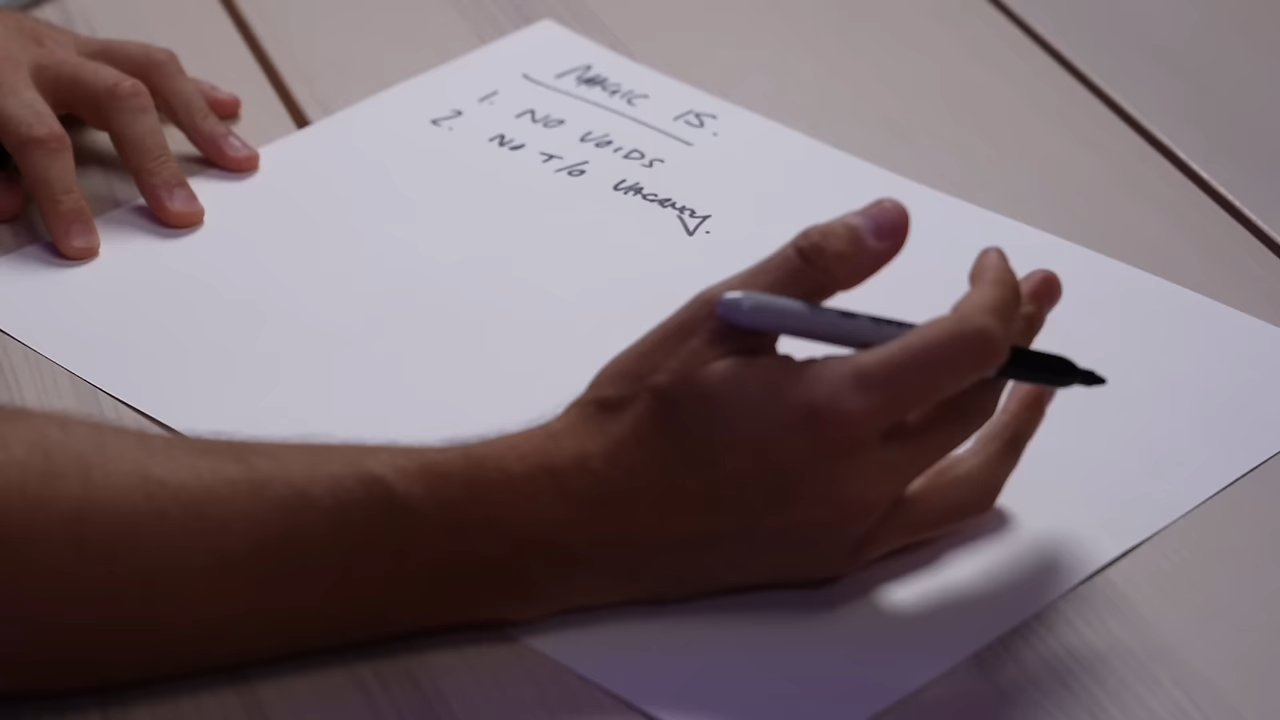 MAGIC 15.
1. NO VOIDS
2. NO T/O VACANCY.